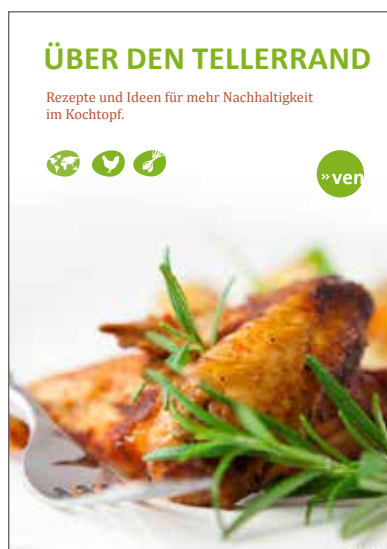 ÜBER DEN TELLERRAND
Rezepte und Ideen für mehr Nachhaltigkeit
im Kochtopf.
»ven